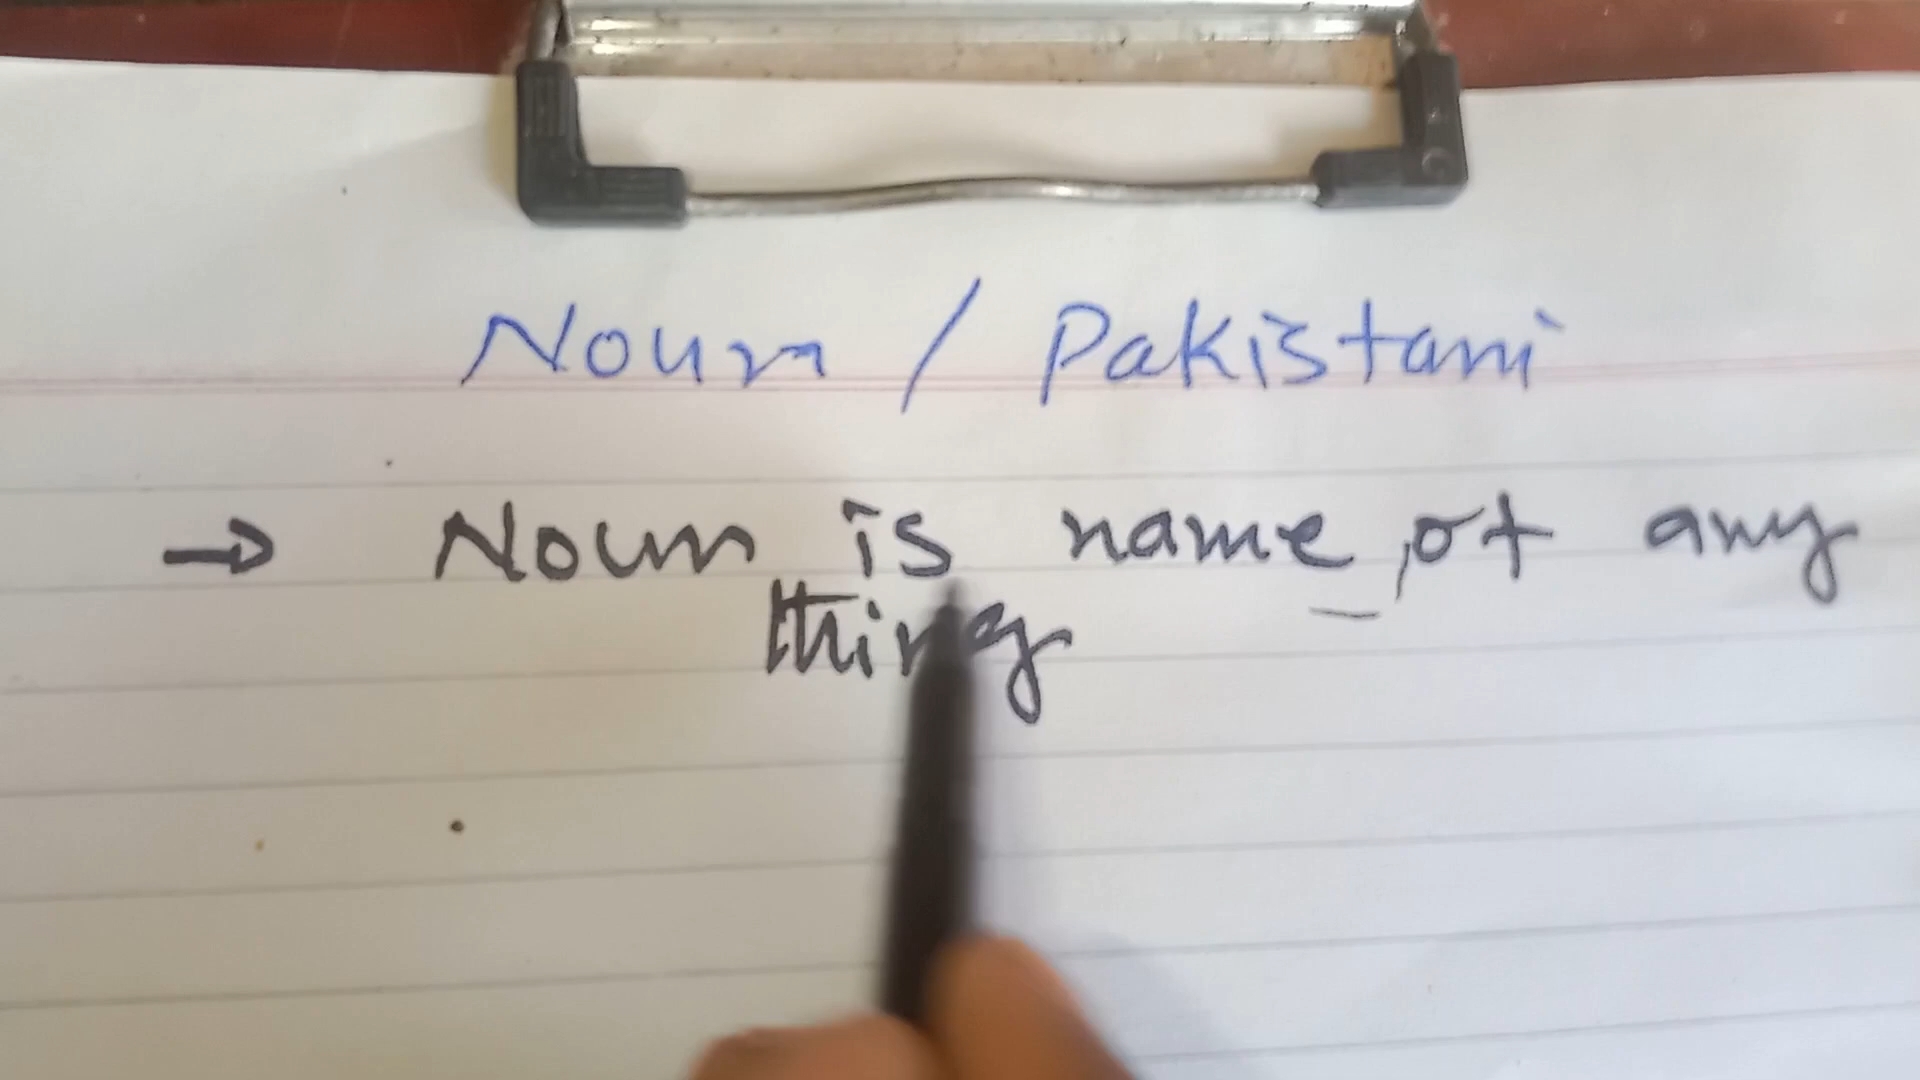 Noun / Pakistani
→ Noun is name of any
thing